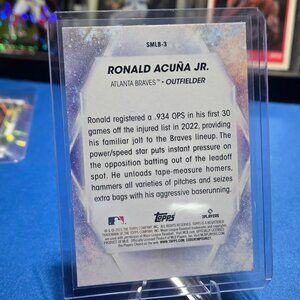 SMLB-3
RONALD ACUÑA JR.
ATLANTA BRAVES™ - OUTFIELDER
Ronald registered a .934 OPS in his first 30
games off the injured list in 2022, providing
his familiar jolt to the Braves lineup. The
power/speed star puts instant pressure on
the opposition batting out of the leadoff
spot. He unloads tape-measure homers,
hammers all varieties of pitches and seizes
extra bags with his aggressive baserunning.
Topps
PLAYERS